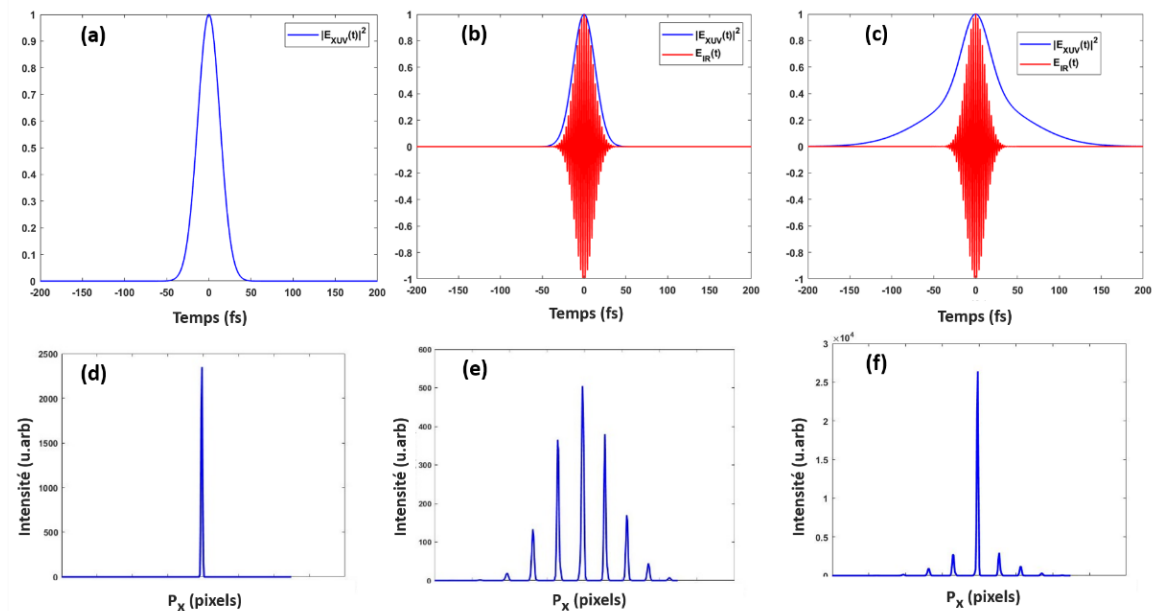 (a)
|E_XUV(t)|²
1
0.9
0.8
0.7
0.6
0.5
0.4
0.3
0.2
0.1
0
-200 -150 -100 -50 0 50 100 150 200
Temps (fs)
(b)
|E_XUV(t)|²
E_IR(t)
1
0.8
0.6
0.4
0.2
0
-0.2
-0.4
-0.6
-0.8
-1
-200 -150 -100 -50 0 50 100 150 200
Temps (fs)
(c)
|E_XUV(t)|²
E_IR(t)
1
0.8
0.6
0.4
0.2
0
-0.2
-0.4
-0.6
-0.8
-1
-200 -150 -100 -50 0 50 100 150 200
Temps (fs)
(d)
Intensité (u.arb)
2500
2000
1500
1000
500
0
P_X (pixels)
(e)
Intensité (u.arb)
600
500
400
300
200
100
0
P_X (pixels)
(f)
Intensité (u.arb)
3 ×10⁴
2.5
2
1.5
1
0.5
0
P_X (pixels)